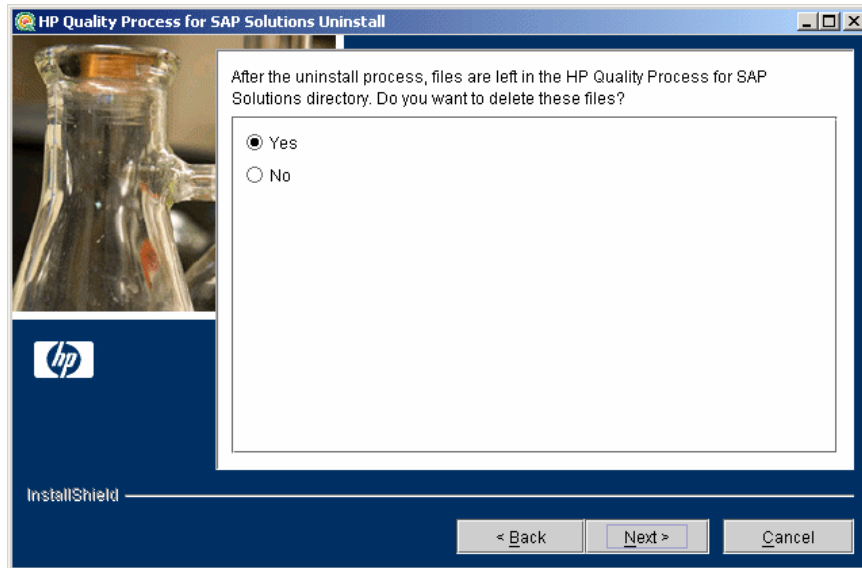 HP Quality Process for SAP Solutions Uninstall
After the uninstall process, files are left in the HP Quality Process for SAP
Solutions directory. Do you want to delete these files?
Yes
No
hp
InstallShield
< Back
Next >
Cancel